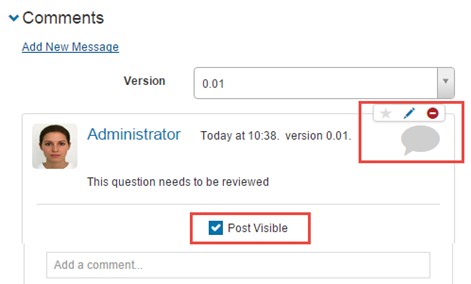 Comments
Add New Message
Version
0.01
Administrator Today at 10:38. version 0.01.
This question needs to be reviewed
Post Visible
Add a comment...